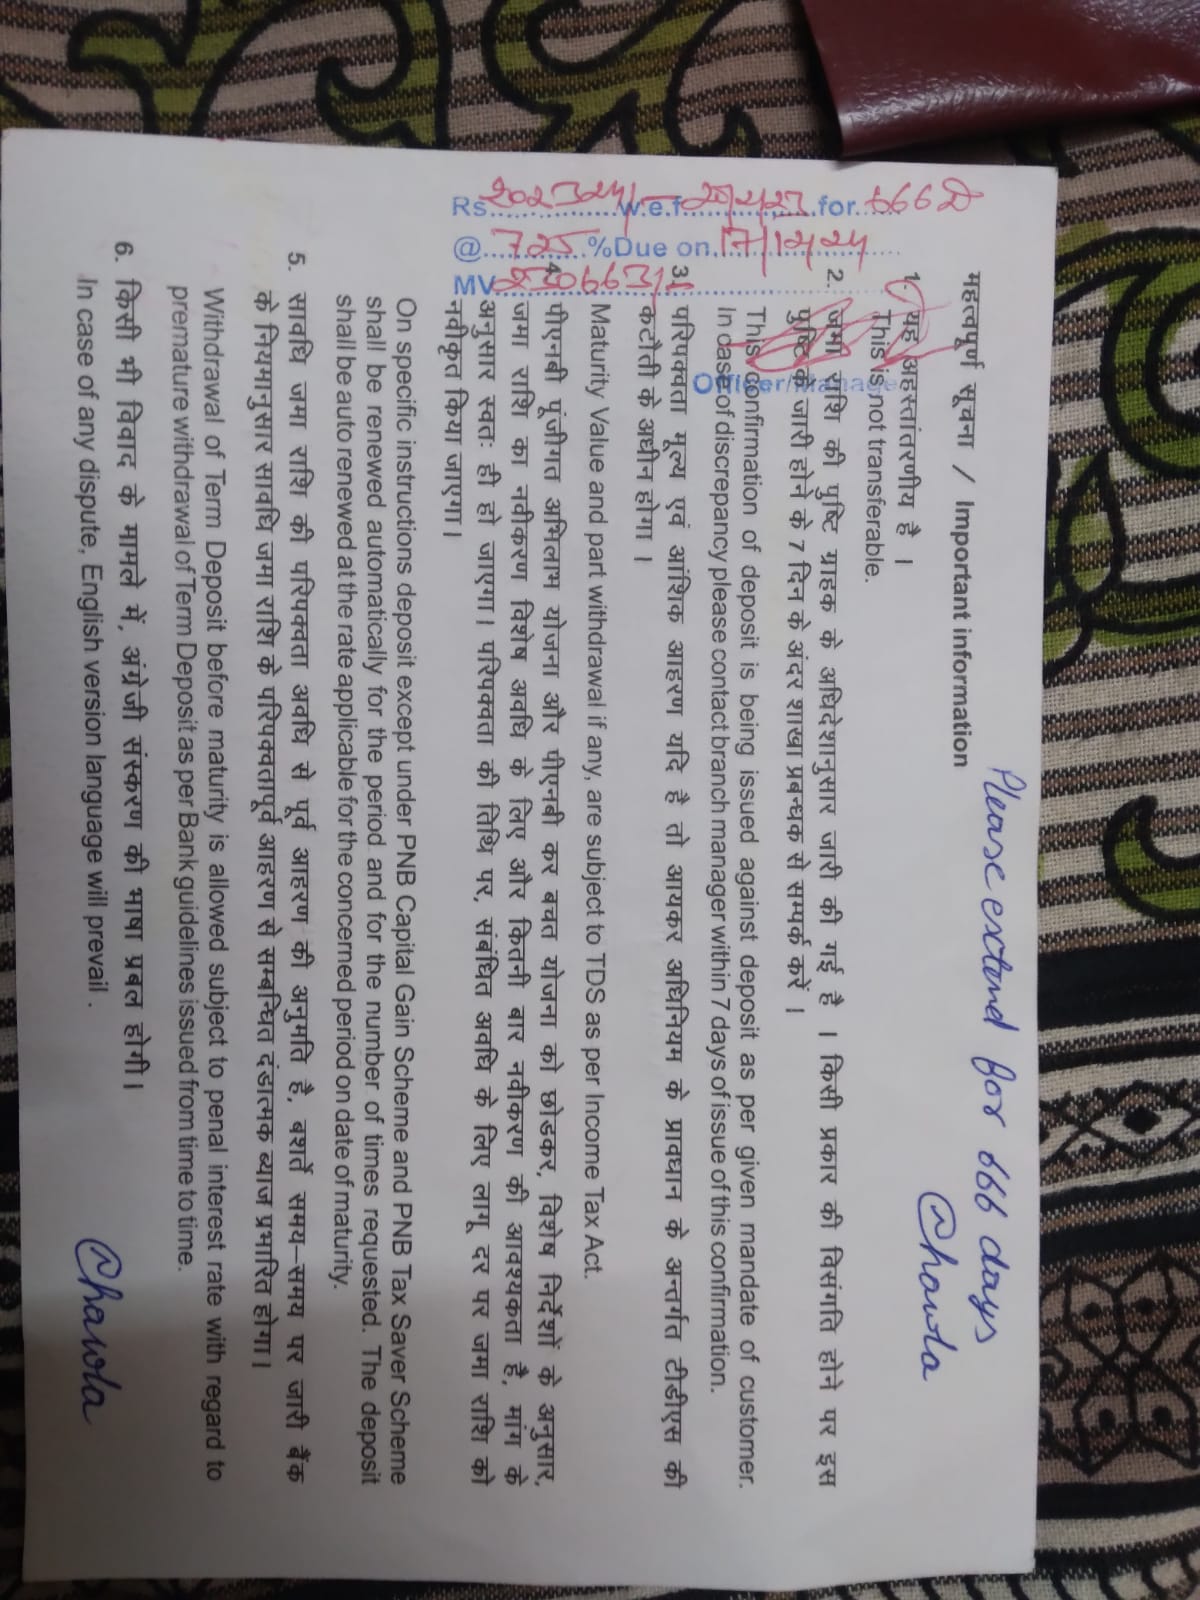 Please extend for 666 days
Chawla
महत्वपूर्ण सूचना / Important information
1. यह अहस्तांतरणीय है ।
This is not transferable.
2. जमा राशि की पुष्टि ग्राहक के अधिदेशानुसार जारी की गई है । किसी प्रकार की विसंगति होने पर इस
पुष्टि के जारी होने के 7 दिन के अंदर शाखा प्रबन्धक से सम्पर्क करें ।
This confirmation of deposit is being issued against deposit as per given mandate of customer.
In case of discrepancy please contact branch manager within 7 days of issue of this confirmation.
3. परिपक्वता मूल्य एवं आंशिक आहरण यदि है तो आयकर अधिनियम के प्रावधान के अन्तर्गत टीडीएस की
कटौती के अधीन होगा ।
Maturity Value and part withdrawal if any, are subject to TDS as per Income Tax Act.
4. पीएनबी पूंजीगत अभिलाभ योजना और पीएनबी कर बचत योजना को छोडकर, विशेष निर्देशों के अनुसार,
जमा राशि का नवीकरण विशेष अवधि के लिए और कितनी बार नवीकरण की आवश्यकता है, मांग के
अनुसार स्वतः ही हो जाएगा। परिपक्वता की तिथि पर, संबंधित अवधि के लिए लागू दर पर जमा राशि को
नवीकृत किया जाएगा ।
On specific instructions deposit except under PNB Capital Gain Scheme and PNB Tax Saver Scheme
shall be renewed automatically for the period and for the number of times requested. The deposit
shall be auto renewed at the rate applicable for the concerned period on date of maturity.
5. सावधि जमा राशि की परिपक्वता अवधि से पूर्व आहरण की अनुमति है, बशर्ते समय–समय पर जारी बैंक
के नियमानुसार सावधि जमा राशि के परिपक्वतापूर्व आहरण से सम्बन्धित दंडात्मक ब्याज प्रभारित होगा ।
Withdrawal of Term Deposit before maturity is allowed subject to penal interest rate with regard to
premature withdrawal of Term Deposit as per Bank guidelines issued from time to time.
6. किसी भी विवाद के मामले में, अंग्रेजी संस्करण की भाषा प्रबल होगी ।
In case of any dispute, English version language will prevail .
Chawla
Rs. 202324/- w.e.f. for 666 D
@ 7.25 % Due on 17/12/24
MV 230663/-
Officer/Manage